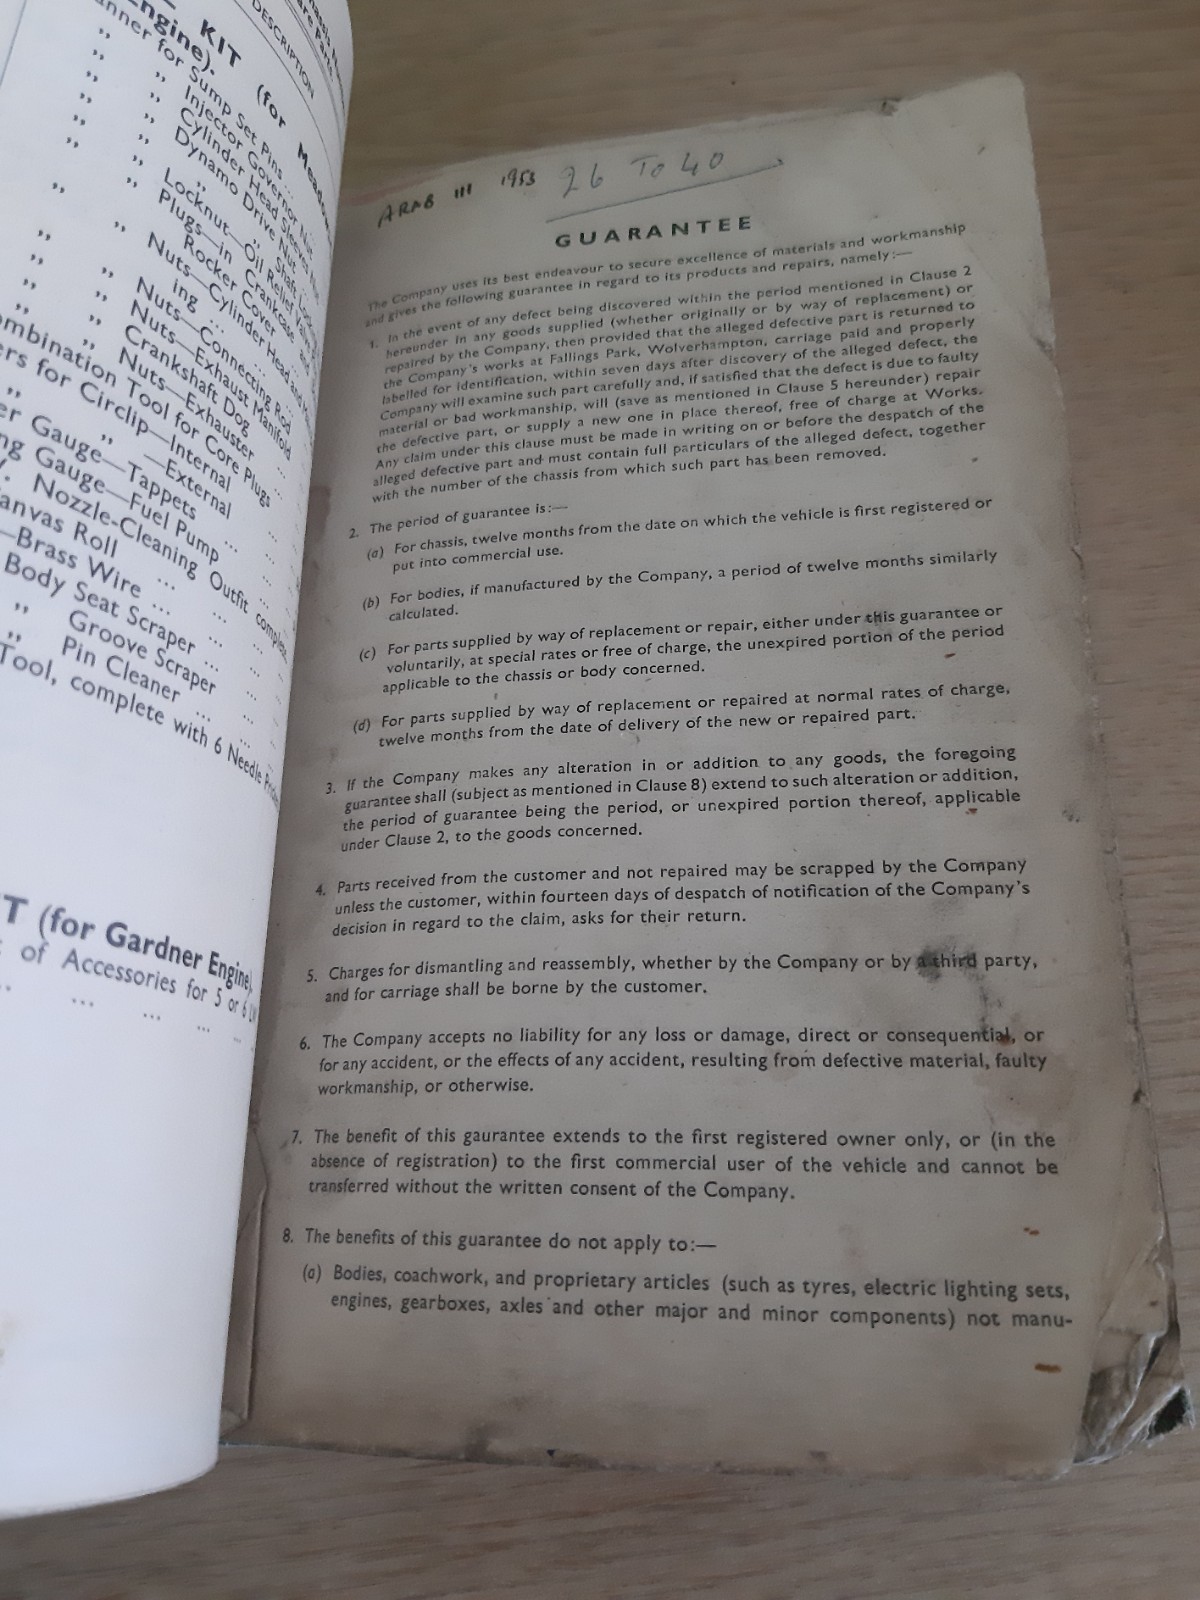 KIT (for
Engine).
DESCRIPTION
Sump Set Pins
Injector Governor
Cylinder Head Sleeve
Dynamo Drive Nut
Locknut—Oil Relief Valve
Plugs—in Crankcase and
Rocker Cover
Nuts—Cylinder Head and
ing ...
Nuts—Connecting Rod
Nuts—Exhaust Manifold
Crankshaft Dog
Nuts—Exhauster
Tool for Core Plugs
for Circlip—Internal
„ —External
Gauge—Tappets
Gauge—Fuel Pump
Nozzle-Cleaning Outfit
Roll
—Brass Wire ...
Body Seat Scraper ...
„ Groove Scraper
„ Pin Cleaner ...
Tool, complete with 6 Needle
(for Gardner Engine)
of Accessories for 5 or 6
ARAB III 1953 26 To 40
GUARANTEE
The Company uses its best endeavour to secure excellence of materials and workmanship
and gives the following guarantee in regard to its products and repairs, namely:—
1. In the event of any defect being discovered within the period mentioned in Clause 2
hereunder in any goods supplied (whether originally or by way of replacement) or
repaired by the Company, then provided that the alleged defective part is returned to
the Company's works at Fallings Park, Wolverhampton, carriage paid and properly
labelled for identification, within seven days after discovery of the alleged defect, the
Company will examine such part carefully and, if satisfied that the defect is due to faulty
material or bad workmanship, will (save as mentioned in Clause 5 hereunder) repair
the defective part, or supply a new one in place thereof, free of charge at Works.
Any claim under this clause must be made in writing on or before the despatch of the
alleged defective part and must contain full particulars of the alleged defect, together
with the number of the chassis from which such part has been removed.
2. The period of guarantee is:—
(a) For chassis, twelve months from the date on which the vehicle is first registered or
put into commercial use.
(b) For bodies, if manufactured by the Company, a period of twelve months similarly
calculated.
(c) For parts supplied by way of replacement or repair, either under this guarantee or
voluntarily, at special rates or free of charge, the unexpired portion of the period
applicable to the chassis or body concerned.
(d) For parts supplied by way of replacement or repaired at normal rates of charge,
twelve months from the date of delivery of the new or repaired part.
3. If the Company makes any alteration in or addition to any goods, the foregoing
guarantee shall (subject as mentioned in Clause 8) extend to such alteration or addition,
the period of guarantee being the period, or unexpired portion thereof, applicable
under Clause 2, to the goods concerned.
4. Parts received from the customer and not repaired may be scrapped by the Company
unless the customer, within fourteen days of despatch of notification of the Company's
decision in regard to the claim, asks for their return.
5. Charges for dismantling and reassembly, whether by the Company or by a third party,
and for carriage shall be borne by the customer.
6. The Company accepts no liability for any loss or damage, direct or consequential, or
for any accident, or the effects of any accident, resulting from defective material, faulty
workmanship, or otherwise.
7. The benefit of this gaurantee extends to the first registered owner only, or (in the
absence of registration) to the first commercial user of the vehicle and cannot be
transferred without the written consent of the Company.
8. The benefits of this guarantee do not apply to:—
(a) Bodies, coachwork, and proprietary articles (such as tyres, electric lighting sets,
engines, gearboxes, axles and other major and minor components) not manu-